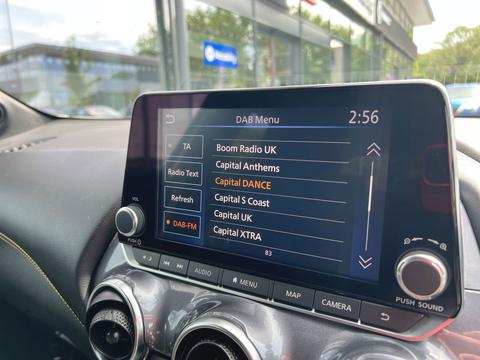 DAB Menu
2:56
TA
Radio Text
Refresh
DAB-FM
Boom Radio UK
Capital Anthems
Capital DANCE
Capital S Coast
Capital UK
Capital XTRA
83
VOL
PUSH
AUDIO
MENU
MAP
CAMERA
PUSH SOUND